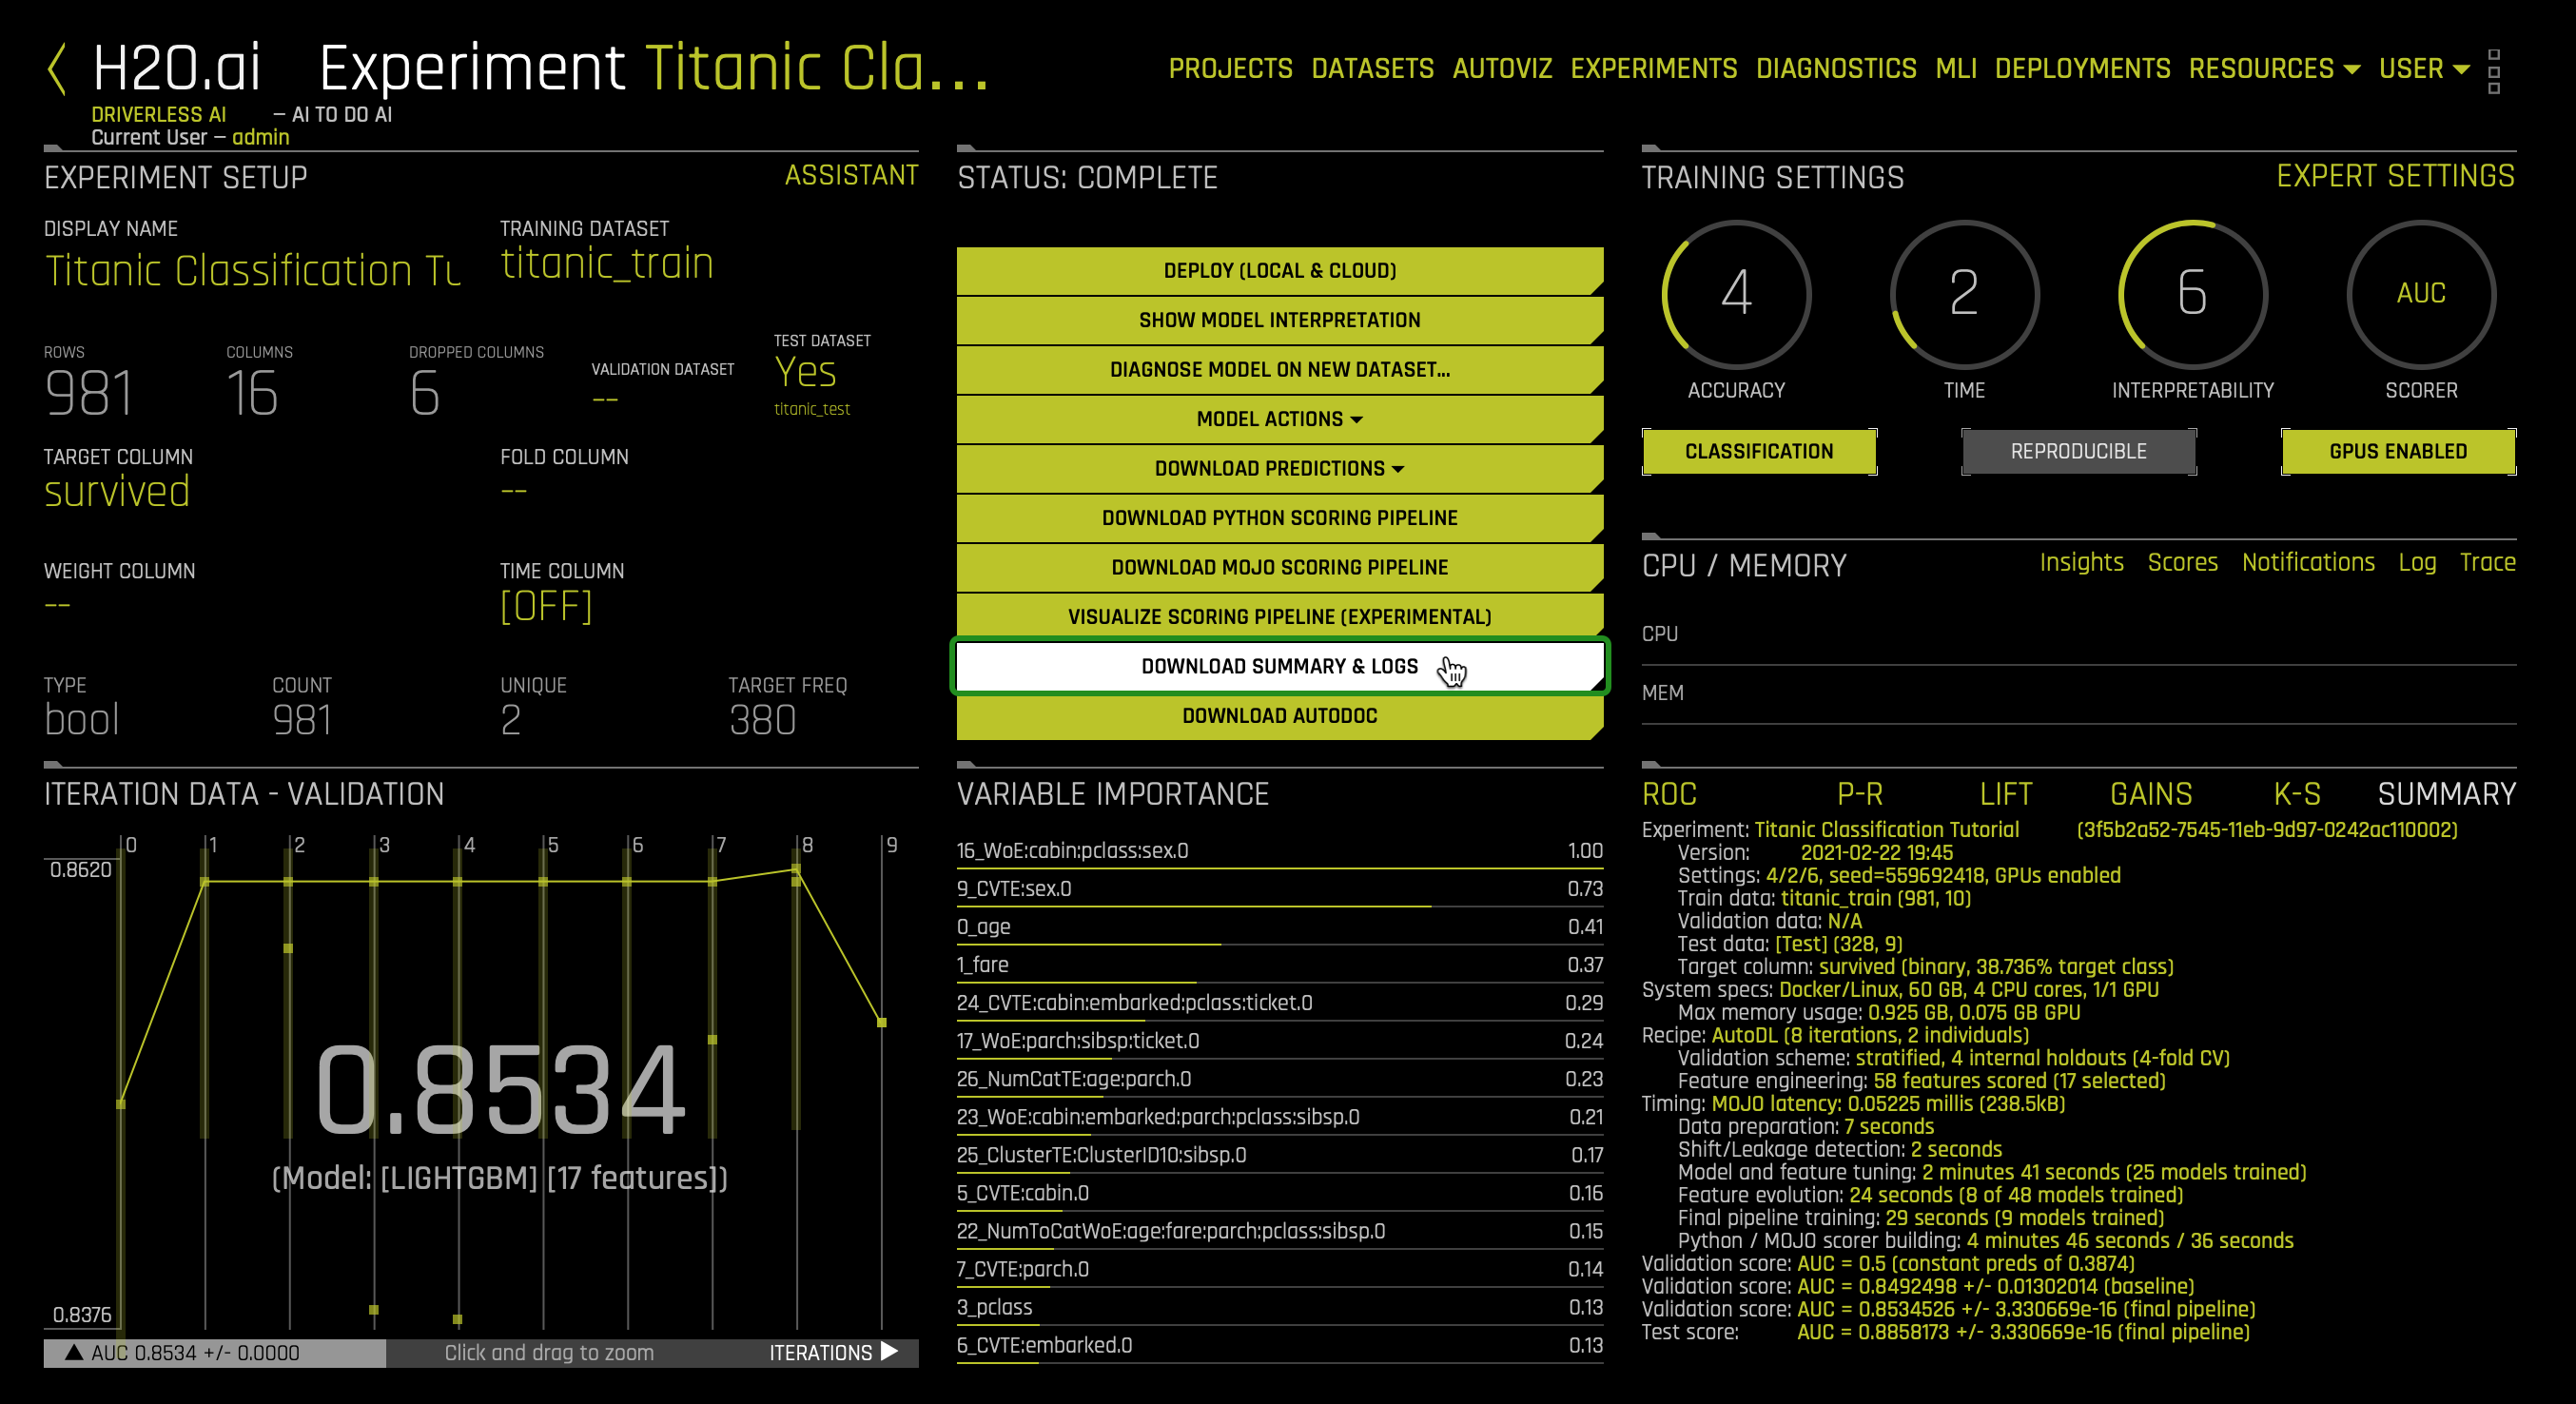 H2O.ai Experiment Titanic Cla...
PROJECTS DATASETS AUTOVIZ EXPERIMENTS DIAGNOSTICS MLI DEPLOYMENTS RESOURCES USER
DRIVERLESS AI — AI TO DO AI
Current User — admin
EXPERIMENT SETUP ASSISTANT
DISPLAY NAME
Titanic Classification Tu
TRAINING DATASET
titanic_train
ROWS
981
COLUMNS
16
DROPPED COLUMNS
6
VALIDATION DATASET
--
TEST DATASET
Yes
titanic_test
TARGET COLUMN
survived
FOLD COLUMN
--
WEIGHT COLUMN
--
TIME COLUMN
[OFF]
TYPE
bool
COUNT
981
UNIQUE
2
TARGET FREQ
380
STATUS: COMPLETE
DEPLOY (LOCAL & CLOUD)
SHOW MODEL INTERPRETATION
DIAGNOSE MODEL ON NEW DATASET...
MODEL ACTIONS
DOWNLOAD PREDICTIONS
DOWNLOAD PYTHON SCORING PIPELINE
DOWNLOAD MOJO SCORING PIPELINE
VISUALIZE SCORING PIPELINE (EXPERIMENTAL)
DOWNLOAD SUMMARY & LOGS
DOWNLOAD AUTODOC
TRAINING SETTINGS EXPERT SETTINGS
4
ACCURACY
2
TIME
6
INTERPRETABILITY
AUC
SCORER
CLASSIFICATION REPRODUCIBLE GPUS ENABLED
CPU / MEMORY Insights Scores Notifications Log Trace
CPU
MEM
ITERATION DATA - VALIDATION
0 1 2 3 4 5 6 7 8 9
0.8620
0.8534
(Model: [LIGHTGBM] [17 features])
0.8376
▲ AUC 0.8534 +/- 0.0000 Click and drag to zoom ITERATIONS ▶
VARIABLE IMPORTANCE
16_WoE:cabin:pclass:sex.0 1.00
9_CVTE:sex.0 0.73
0_age 0.41
1_fare 0.37
24_CVTE:cabin:embarked:pclass:ticket.0 0.29
17_WoE:parch:sibsp:ticket.0 0.24
26_NumCatTE:age:parch.0 0.23
23_WoE:cabin:embarked:parch:pclass:sibsp.0 0.21
25_ClusterTE:ClusterID10:sibsp.0 0.17
5_CVTE:cabin.0 0.16
22_NumToCatWoE:age:fare:parch:pclass:sibsp.0 0.15
7_CVTE:parch.0 0.14
3_pclass 0.13
6_CVTE:embarked.0 0.13
ROC P-R LIFT GAINS K-S SUMMARY
Experiment: Titanic Classification Tutorial (3f5b2a52-7545-11eb-9d97-0242ac110002)
Version: 2021-02-22 19:45
Settings: 4/2/6, seed=559692418, GPUs enabled
Train data: titanic_train (981, 10)
Validation data: N/A
Test data: [Test] (328, 9)
Target column: survived (binary, 38.736% target class)
System specs: Docker/Linux, 60 GB, 4 CPU cores, 1/1 GPU
Max memory usage: 0.925 GB, 0.075 GB GPU
Recipe: AutoDL (8 iterations, 2 individuals)
Validation scheme: stratified, 4 internal holdouts (4-fold CV)
Feature engineering: 58 features scored (17 selected)
Timing: MOJO latency: 0.05225 millis (238.5kB)
Data preparation: 7 seconds
Shift/Leakage detection: 2 seconds
Model and feature tuning: 2 minutes 41 seconds (25 models trained)
Feature evolution: 24 seconds (8 of 48 models trained)
Final pipeline training: 29 seconds (9 models trained)
Python / MOJO scorer building: 4 minutes 46 seconds / 36 seconds
Validation score: AUC = 0.5 (constant preds of 0.3874)
Validation score: AUC = 0.8492498 +/- 0.01302014 (baseline)
Validation score: AUC = 0.8534526 +/- 3.330669e-16 (final pipeline)
Test score: AUC = 0.8858173 +/- 3.330669e-16 (final pipeline)